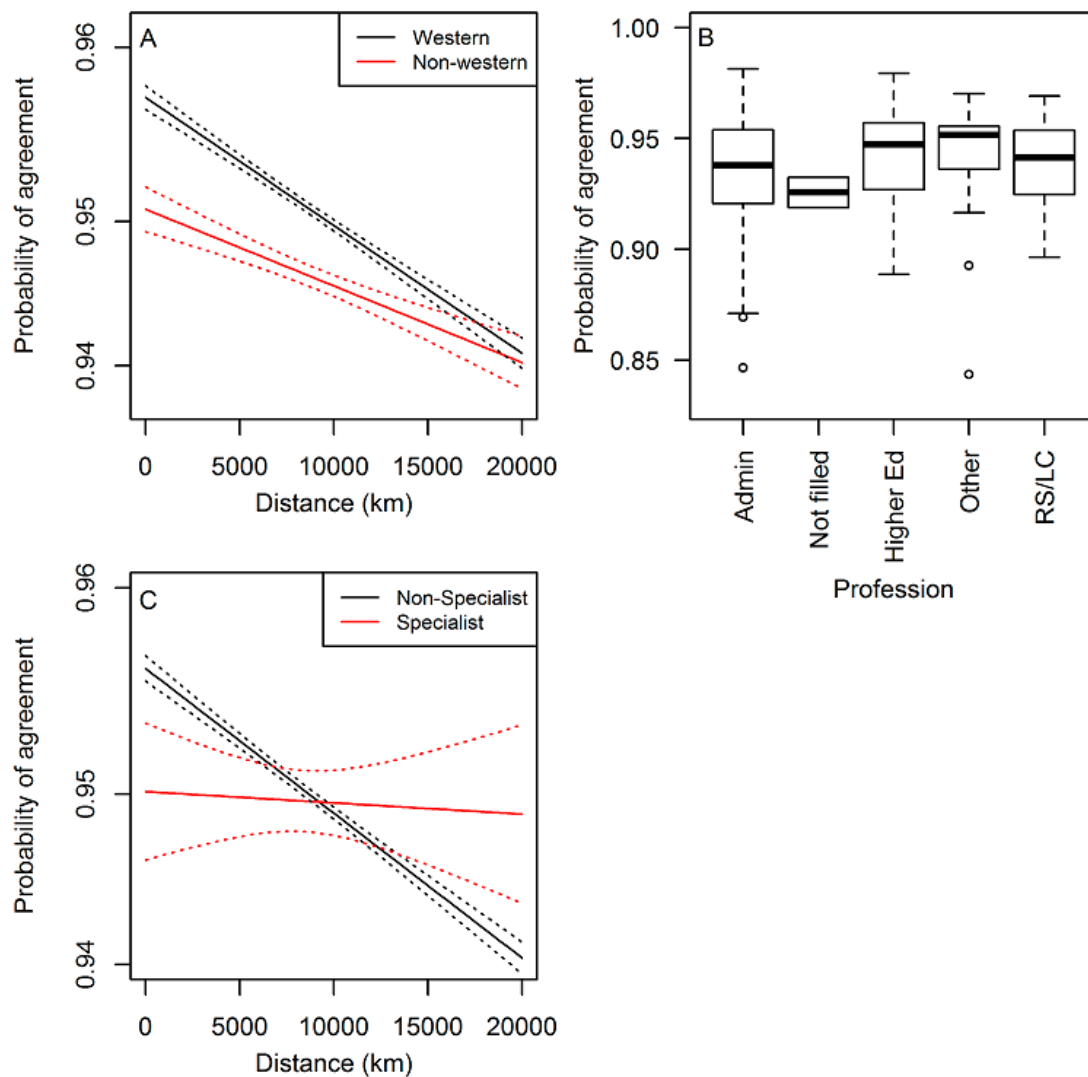 A
Western
Non-western
0.96
0.95
0.94
Probability of agreement
0 5000 10000 15000 20000
Distance (km)
B
1.00
0.95
0.90
0.85
Probability of agreement
Admin
Not filled
Higher Ed
Other
RS/LC
Profession
C
Non-Specialist
Specialist
0.96
0.95
0.94
Probability of agreement
0 5000 10000 15000 20000
Distance (km)